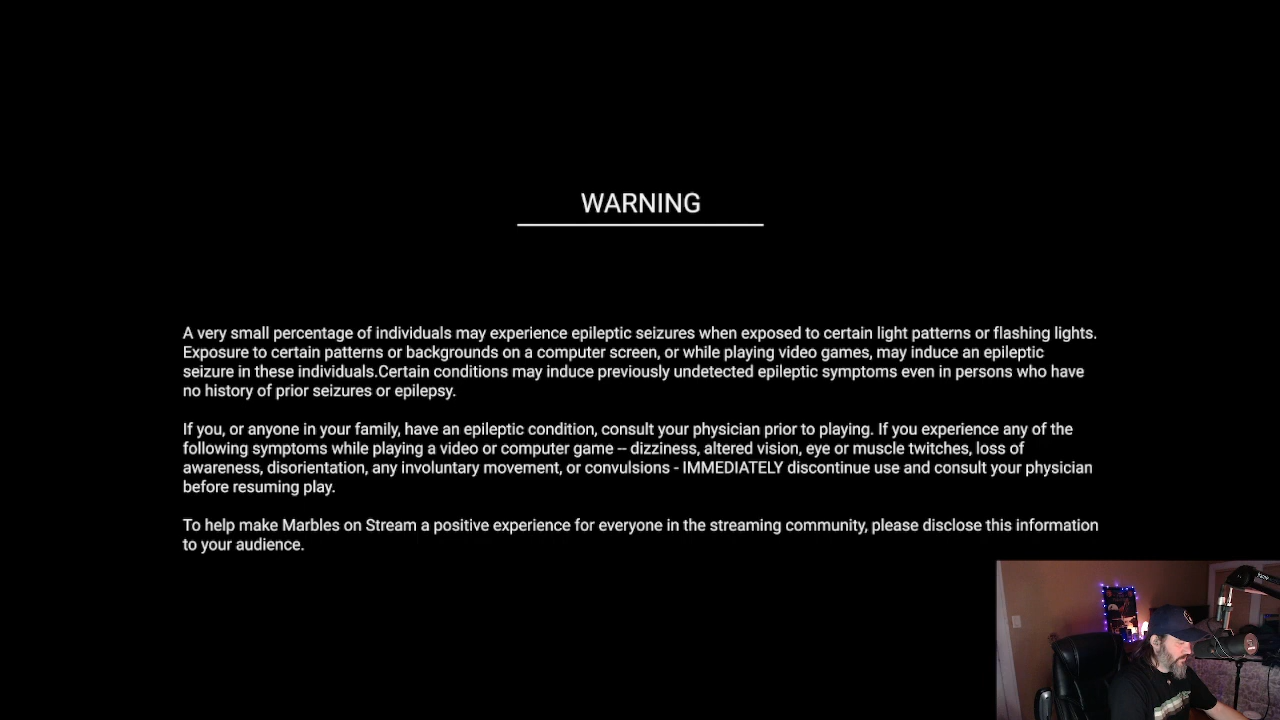 WARNING
A very small percentage of individuals may experience epileptic seizures when exposed to certain light patterns or flashing lights.
Exposure to certain patterns or backgrounds on a computer screen, or while playing video games, may induce an epileptic
seizure in these individuals.Certain conditions may induce previously undetected epileptic symptoms even in persons who have
no history of prior seizures or epilepsy.
If you, or anyone in your family, have an epileptic condition, consult your physician prior to playing. If you experience any of the
following symptoms while playing a video or computer game -- dizziness, altered vision, eye or muscle twitches, loss of
awareness, disorientation, any involuntary movement, or convulsions - IMMEDIATELY discontinue use and consult your physician
before resuming play.
To help make Marbles on Stream a positive experience for everyone in the streaming community, please disclose this information
to your audience.